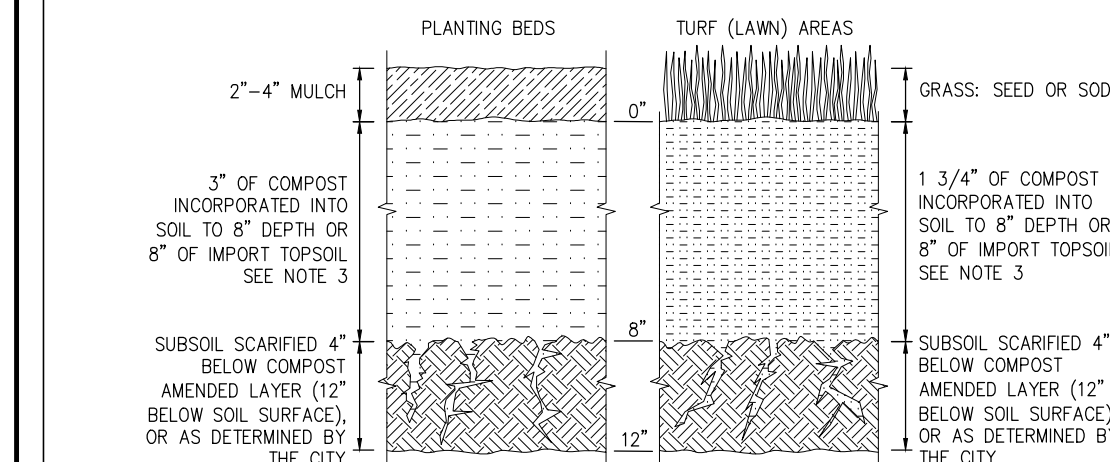 PLANTING BEDS
TURF (LAWN) AREAS
2"-4" MULCH
0"
GRASS: SEED OR SOD
3" OF COMPOST
INCORPORATED INTO
SOIL TO 8" DEPTH OR
8" OF IMPORT TOPSOIL
SEE NOTE 3
1 3/4" OF COMPOST
INCORPORATED INTO
SOIL TO 8" DEPTH OR
8" OF IMPORT TOPSOIL
SEE NOTE 3
8"
SUBSOIL SCARIFIED 4"
BELOW COMPOST
AMENDED LAYER (12"
BELOW SOIL SURFACE),
OR AS DETERMINED BY
THE CITY
12"
SUBSOIL SCARIFIED 4"
BELOW COMPOST
AMENDED LAYER (12"
BELOW SOIL SURFACE)
OR AS DETERMINED BY
THE CITY